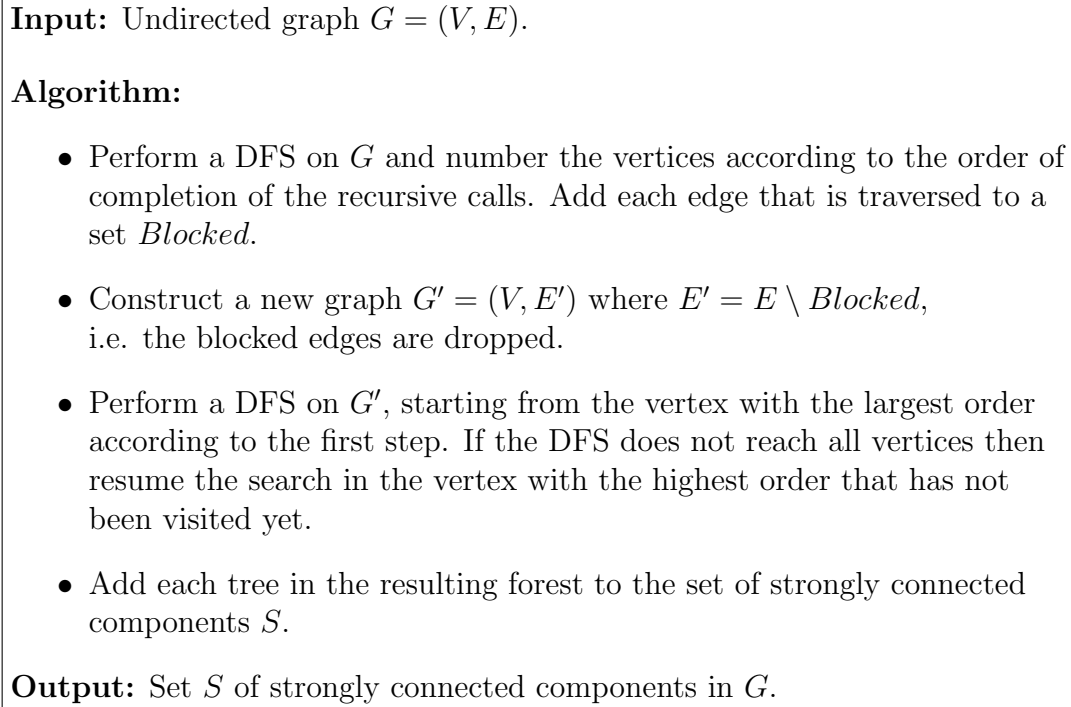 Input: Undirected graph G = (V, E).
Algorithm:
• Perform a DFS on G and number the vertices according to the order of
completion of the recursive calls. Add each edge that is traversed to a
set Blocked.
• Construct a new graph G′ = (V, E′) where E′ = E \ Blocked,
i.e. the blocked edges are dropped.
• Perform a DFS on G′, starting from the vertex with the largest order
according to the first step. If the DFS does not reach all vertices then
resume the search in the vertex with the highest order that has not
been visited yet.
• Add each tree in the resulting forest to the set of strongly connected
components S.
Output: Set S of strongly connected components in G.